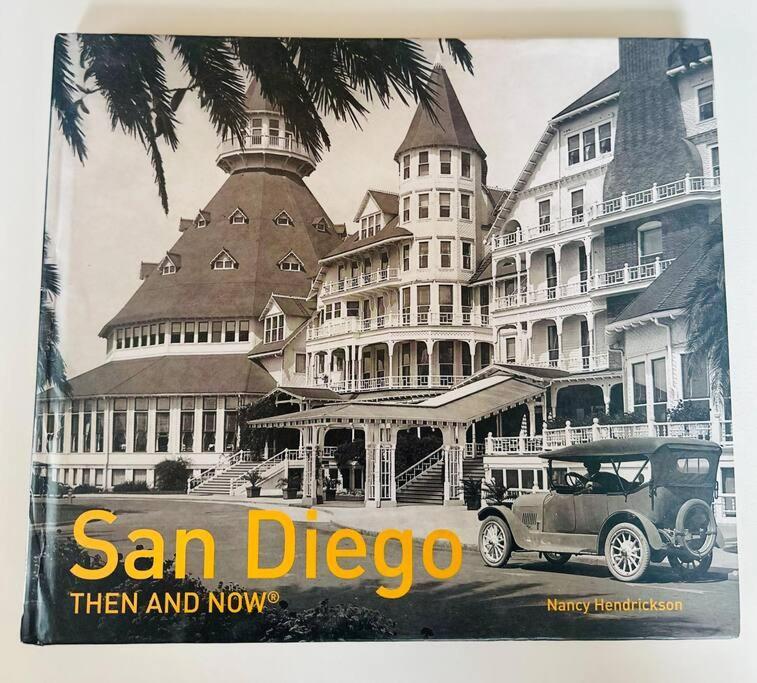 San Diego
THEN AND NOW®
Nancy Hendrickson